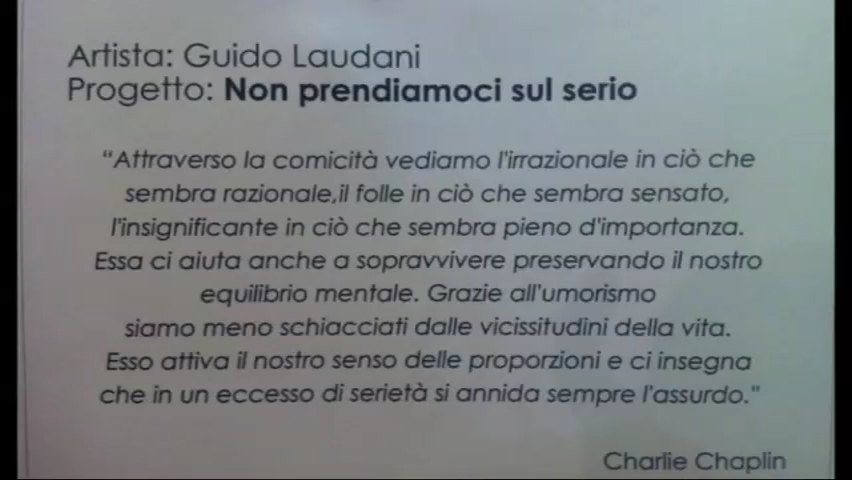 Artista: Guido Laudani
Progetto: Non prendiamoci sul serio
"Attraverso la comicità vediamo l'irrazionale in ciò che
sembra razionale,il folle in ciò che sembra sensato,
l'insignificante in ciò che sembra pieno d'importanza.
Essa ci aiuta anche a sopravvivere preservando il nostro
equilibrio mentale. Grazie all'umorismo
siamo meno schiacciati dalle vicissitudini della vita.
Esso attiva il nostro senso delle proporzioni e ci insegna
che in un eccesso di serietà si annida sempre l'assurdo."
Charlie Chaplin